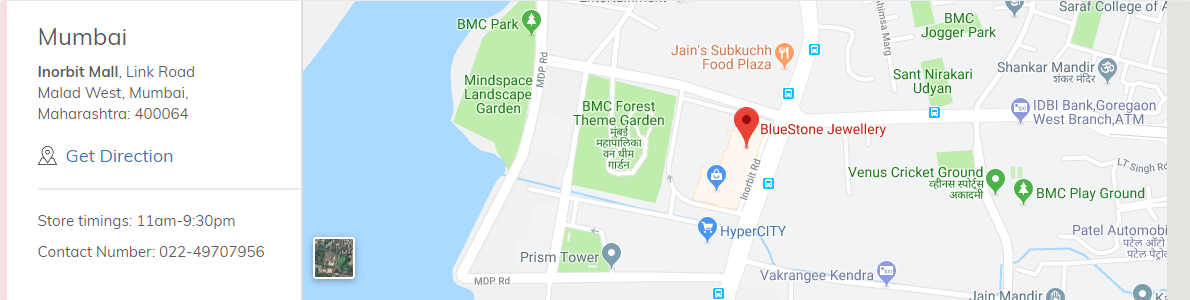 Mumbai
Inorbit Mall, Link Road
Malad West, Mumbai,
Maharashtra: 400064
Get Direction
Store timings: 11am-9:30pm
Contact Number: 022-49707956
BMC Park
MDP Rd
Mindspace
Landscape
Garden
BMC Forest
Theme Garden
मुंबई
महापालिका
वन थीम
गार्डन
Jain's Subkuchh
Food Plaza
BMC
Jogger Park
Saraf College of A
Shankar Mandir
शंकर मंदिर
Sant Nirakari
Udyan
IDBI Bank,Goregaon
West Branch,ATM
BlueStone Jewellery
Inorbit Rd
LT Singh Rd
Venus Cricket Ground
व्हीनस स्पोर्ट्स
अकादमी
BMC Play Ground
HyperCITY
Patel Automobi
पटेल ऑटो
Prism Tower
MDP Rd
Vakrangee Kendra
Jain Mandir